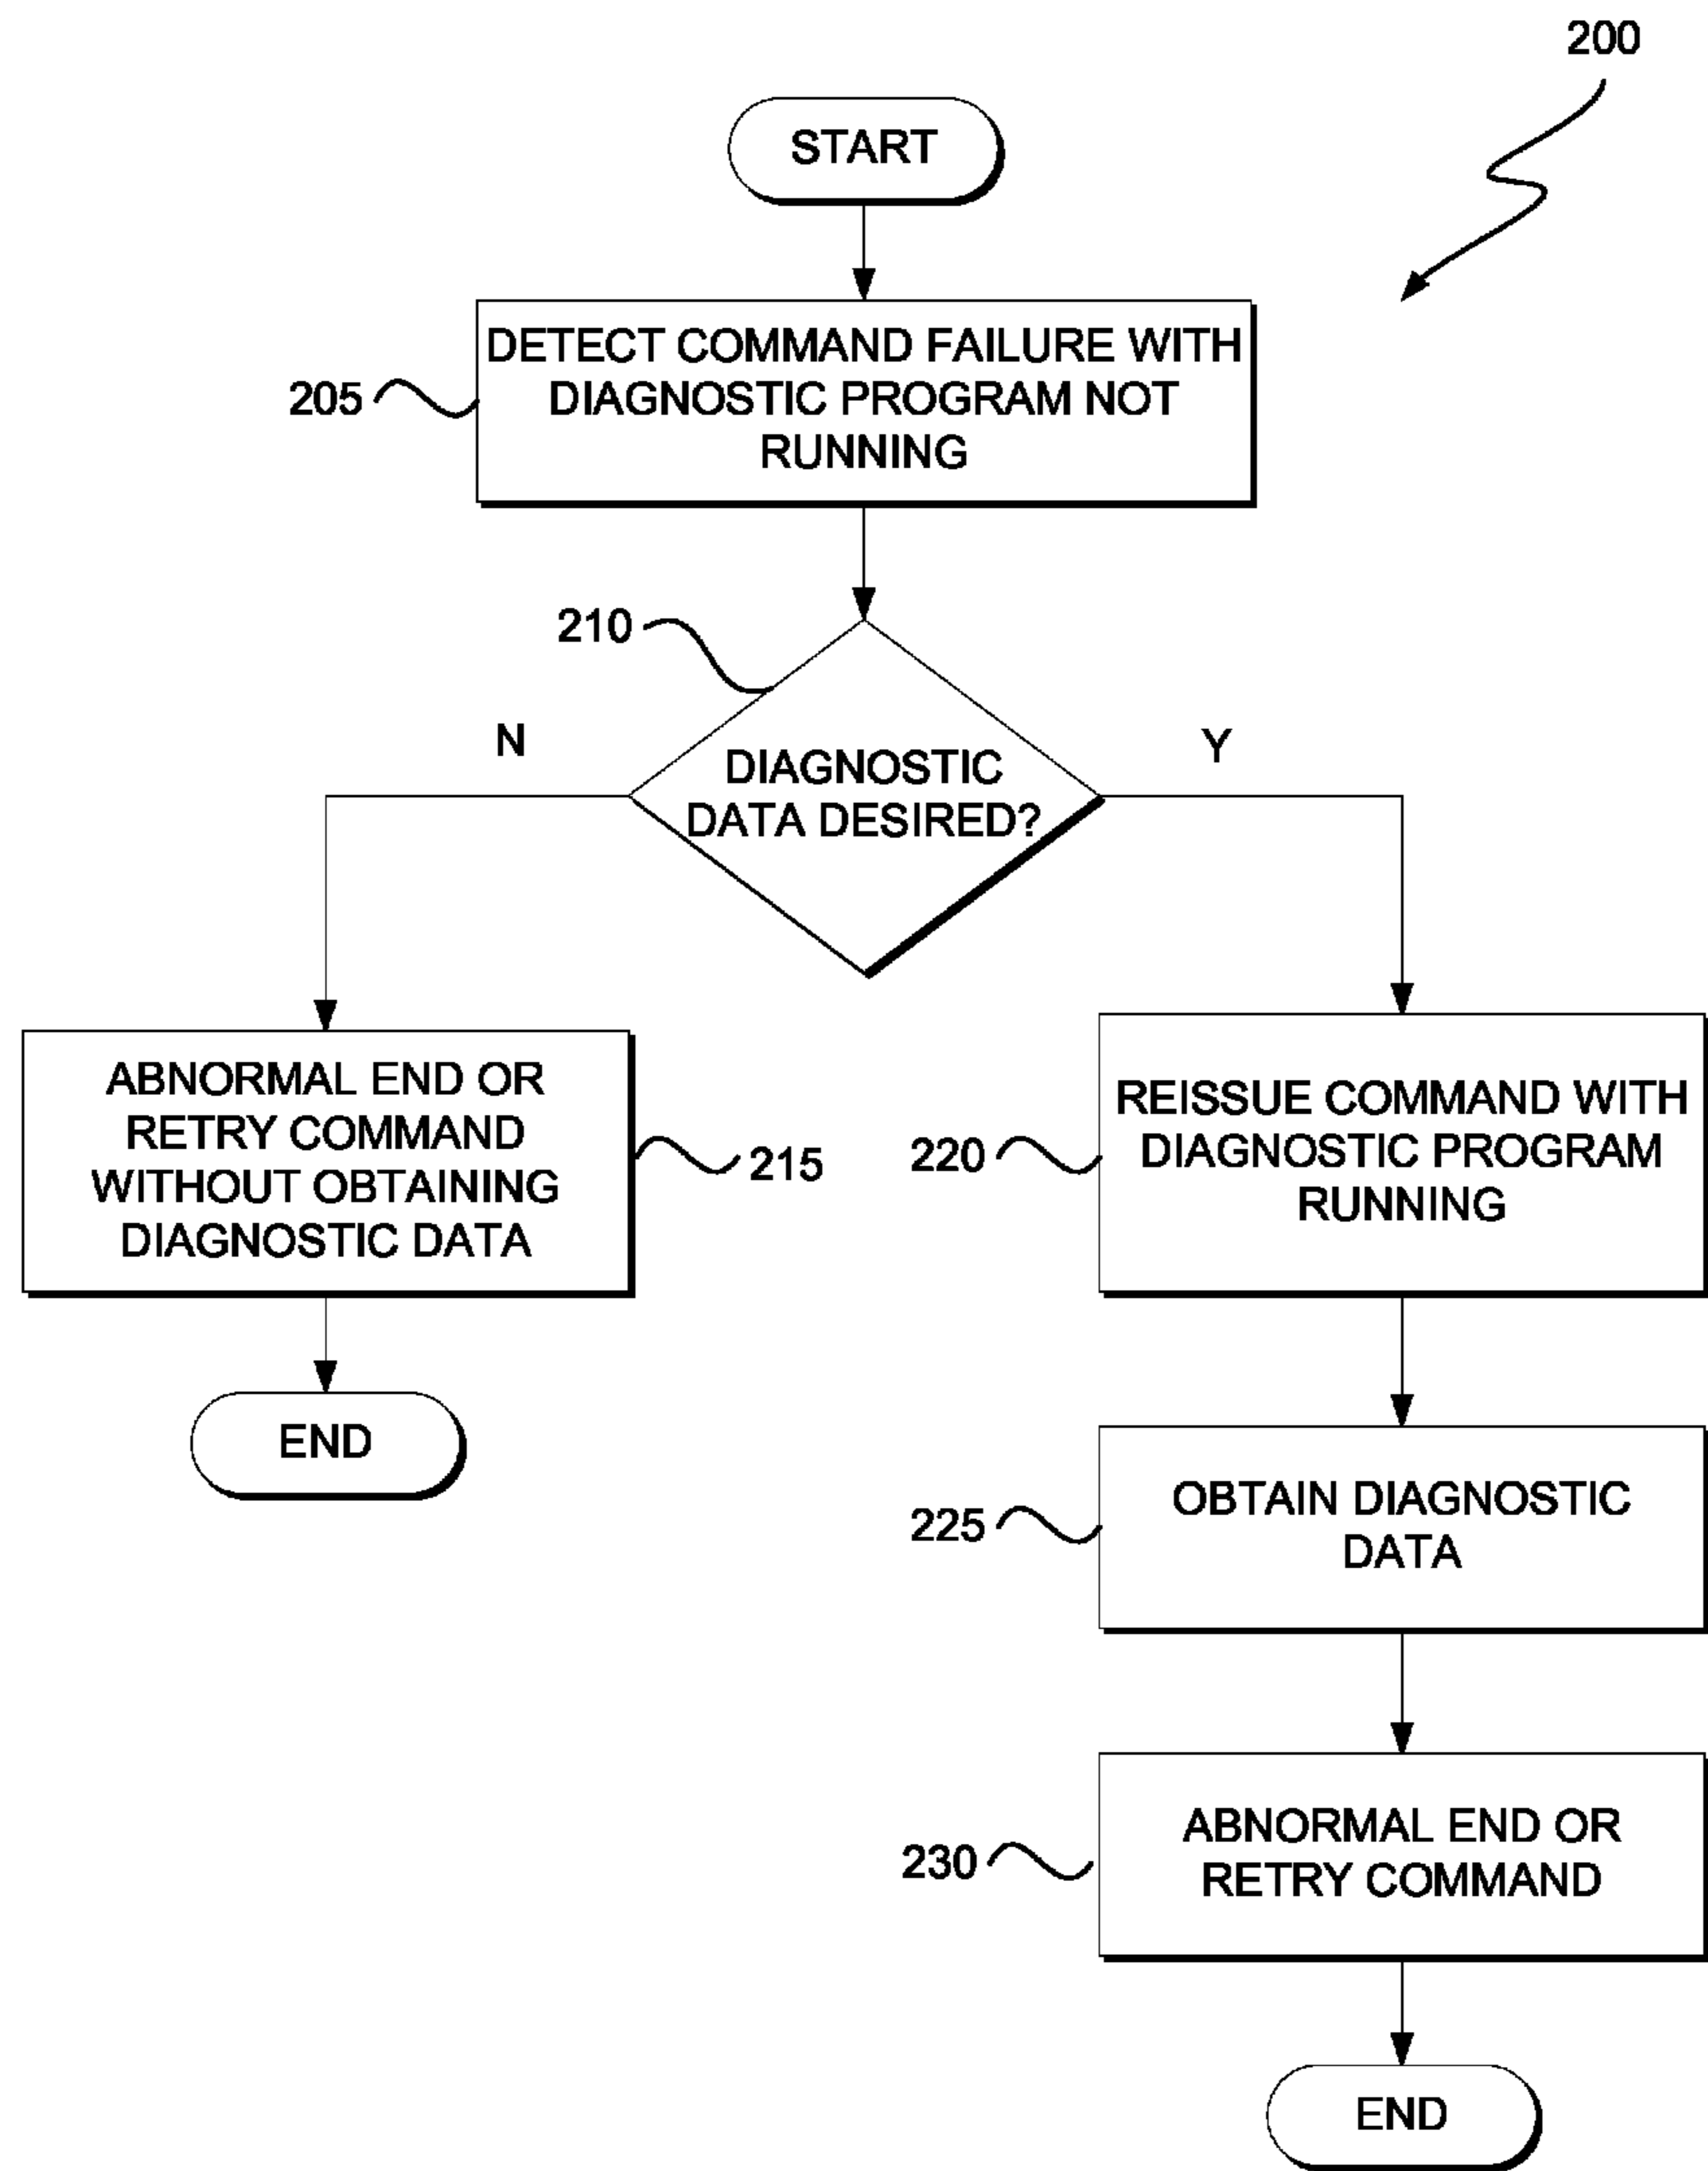 200
START
205
DETECT COMMAND FAILURE WITH
DIAGNOSTIC PROGRAM NOT
RUNNING
210
N
Y
DIAGNOSTIC
DATA DESIRED?
ABNORMAL END OR
RETRY COMMAND
WITHOUT OBTAINING
DIAGNOSTIC DATA
215
END
220
REISSUE COMMAND WITH
DIAGNOSTIC PROGRAM
RUNNING
225
OBTAIN DIAGNOSTIC
DATA
230
ABNORMAL END OR
RETRY COMMAND
END